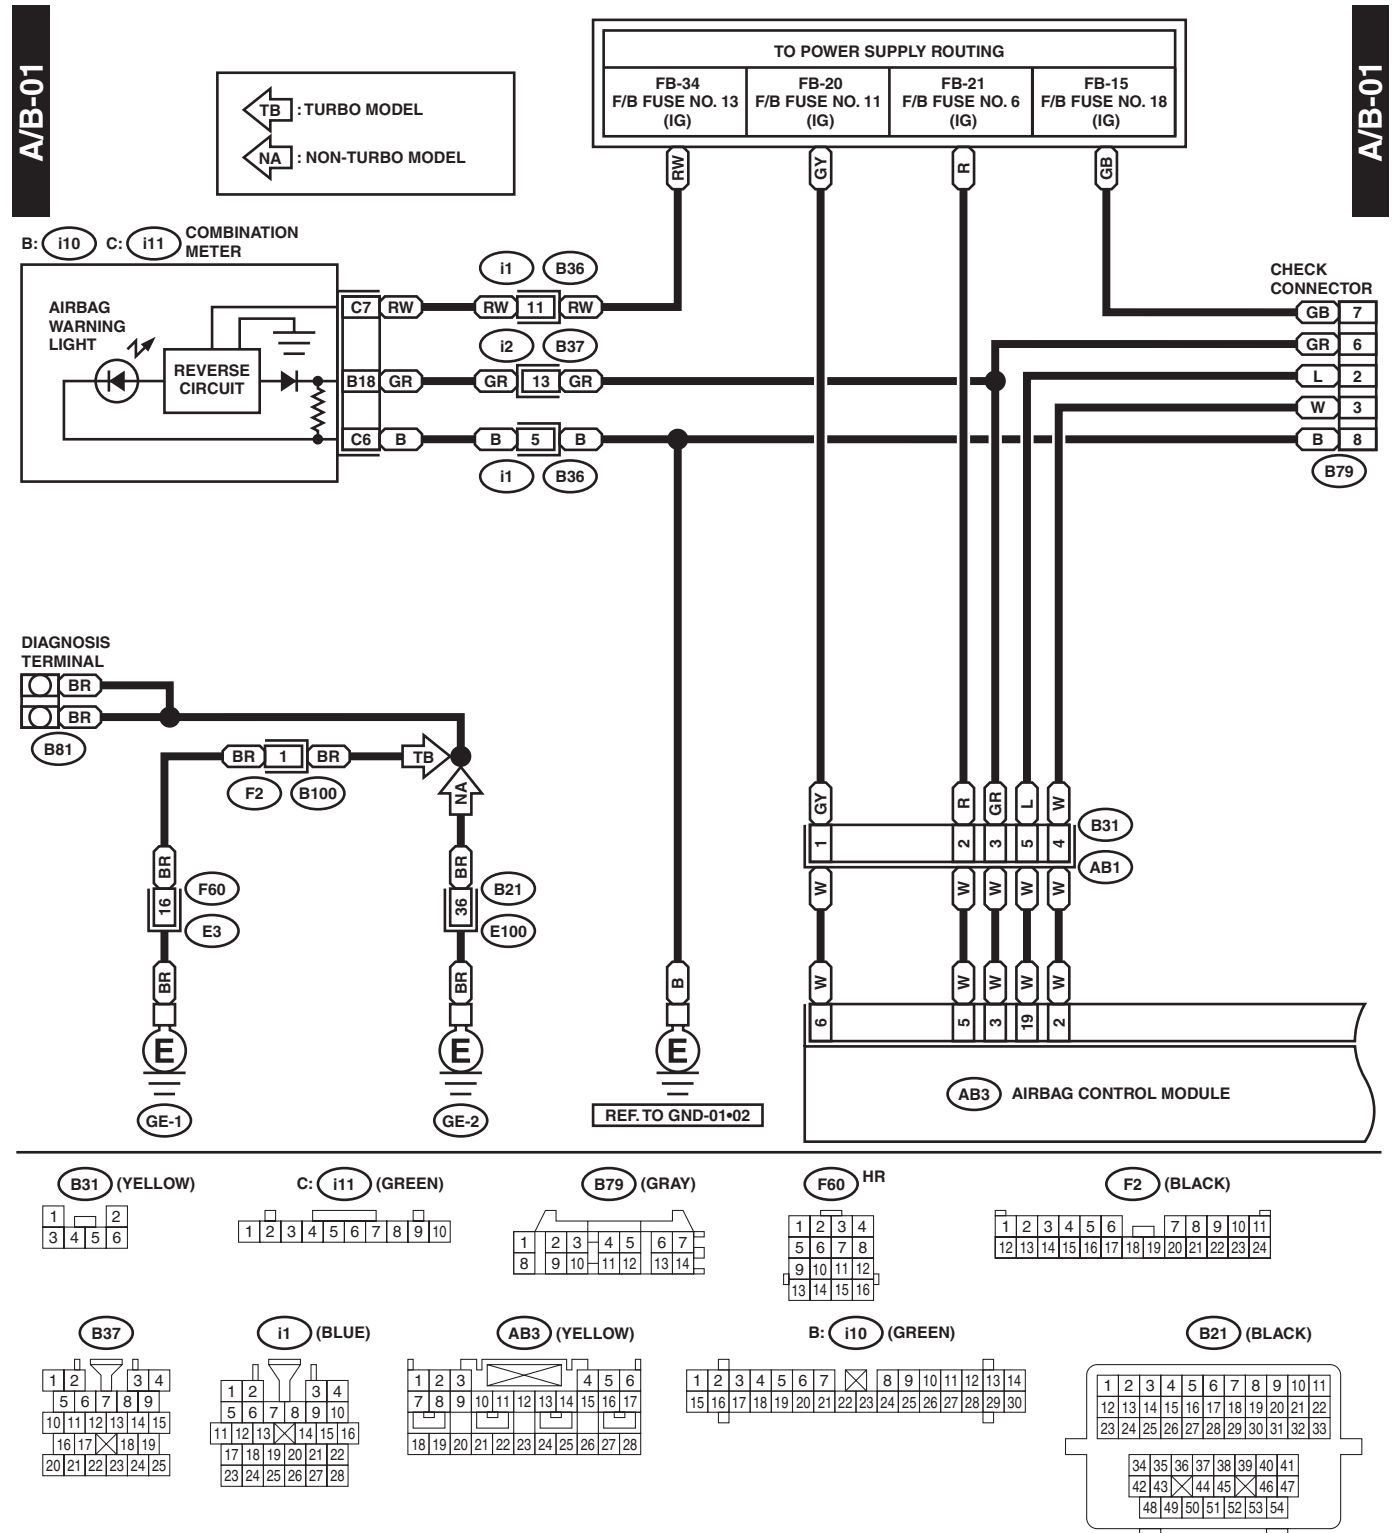 A/B-01
A/B-01
TO POWER SUPPLY ROUTING
FB-34
F/B FUSE NO. 13
(IG)
FB-20
F/B FUSE NO. 11
(IG)
FB-21
F/B FUSE NO. 6
(IG)
FB-15
F/B FUSE NO. 18
(IG)
TB : TURBO MODEL
NA : NON-TURBO MODEL
RW
GY
R
GB
B: i10 C: i11 COMBINATION
METER
AIRBAG
WARNING
LIGHT
REVERSE
CIRCUIT
i1 B36
C7 RW RW 11 RW
i2 B37
B18 GR GR 13 GR
C6 B B 5 B
i1 B36
CHECK
CONNECTOR
GB 7
GR 6
L 2
W 3
B 8
B79
DIAGNOSIS
TERMINAL
BR
BR
B81
BR 1 BR TB
F2 B100
NA
BR
16
F60
E3
BR
E
GE-1
BR
36
B21
E100
BR
E
GE-2
B
E
REF. TO GND-01•02
GY R GR L W
1 2 3 5 4
B31
AB1
W W W W W
W W W W W
6 5 3 19 2
AB3 AIRBAG CONTROL MODULE
B31 (YELLOW)
1 2
3 4 5 6
C: i11 (GREEN)
1 2 3 4 5 6 7 8 9 10
B79 (GRAY)
1 2 3 4 5 6 7
8 9 10 11 12 13 14
F60 HR
1 2 3 4
5 6 7 8
9 10 11 12
13 14 15 16
F2 (BLACK)
1 2 3 4 5 6 7 8 9 10 11
12 13 14 15 16 17 18 19 20 21 22 23 24
B37
1 2 3 4
5 6 7 8 9
10 11 12 13 14 15
16 17 18 19
20 21 22 23 24 25
i1 (BLUE)
1 2 3 4
5 6 7 8 9 10
11 12 13 14 15 16
17 18 19 20 21 22
23 24 25 26 27 28
AB3 (YELLOW)
1 2 3 4 5 6
7 8 9 10 11 12 13 14 15 16 17
18 19 20 21 22 23 24 25 26 27 28
B: i10 (GREEN)
1 2 3 4 5 6 7 8 9 10 11 12 13 14
15 16 17 18 19 20 21 22 23 24 25 26 27 28 29 30
B21 (BLACK)
1 2 3 4 5 6 7 8 9 10 11
12 13 14 15 16 17 18 19 20 21 22
23 24 25 26 27 28 29 30 31 32 33
34 35 36 37 38 39 40 41
42 43 44 45 46 47
48 49 50 51 52 53 54